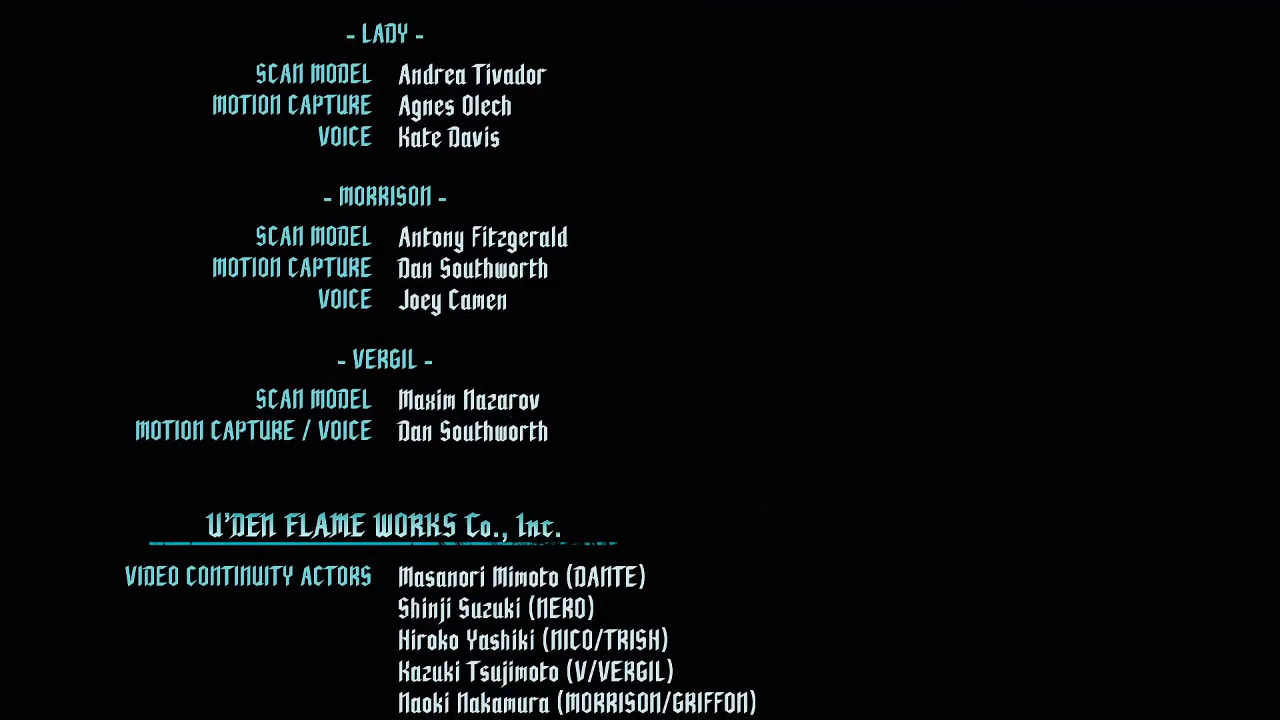 - LADY -
SCAN MODEL Andrea Tivador
MOTION CAPTURE Agnes Olech
VOICE Kate Davis
- MORRISON -
SCAN MODEL Antony Fitzgerald
MOTION CAPTURE Dan Southworth
VOICE Joey Camen
- VERGIL -
SCAN MODEL Maxim Nazarov
MOTION CAPTURE / VOICE Dan Southworth
U'DEN FLAME WORKS Co., Inc.
VIDEO CONTINUITY ACTORS Masanori Mimoto (DANTE)
Shinji Suzuki (NERO)
Hiroko Yashiki (NICO/TRISH)
Kazuki Tsujimoto (V/VERGIL)
Naoki Nakamura (MORRISON/GRIFFON)